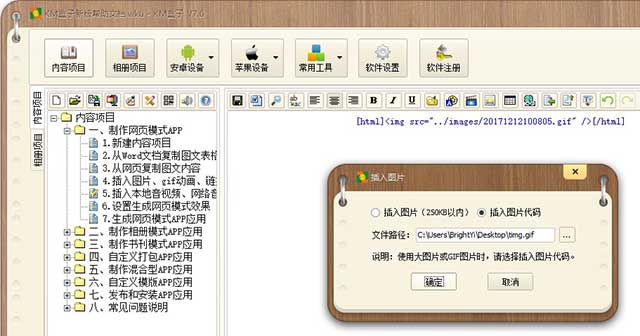 KM盒子新版帮助文档.wku - KM盒子 V7.0
内容项目 相册项目 安卓设备 苹果设备 常用工具 软件设置 软件注册
内容项目
相册项目
内容项目
一、制作网页模式APP
1.新建内容项目
2.从Word文档复制图文表格
3.从网页复制图文内容
4.插入图片、gif动画、链
5.插入本地音视频、网络音
6.设置生成网页模式效果
7.生成网页模式APP应用
二、制作相册模式APP应用
三、制作书刊模式APP应用
四、自定义打包APP应用
五、制作混合型APP应用
六、自定义模版APP应用
七、发布和安装APP应用
八、常见问题说明
B I U
[html]<img src="../images/20171212100805.gif" />[/html]
插入图片
插入图片（250KB以内） 插入图片代码
文件路径： C:\Users\BrightYi\Desktop\timg.gif ...
说明：使用大图片或GIF图片时，请选择插入图片代码。
确定 取消